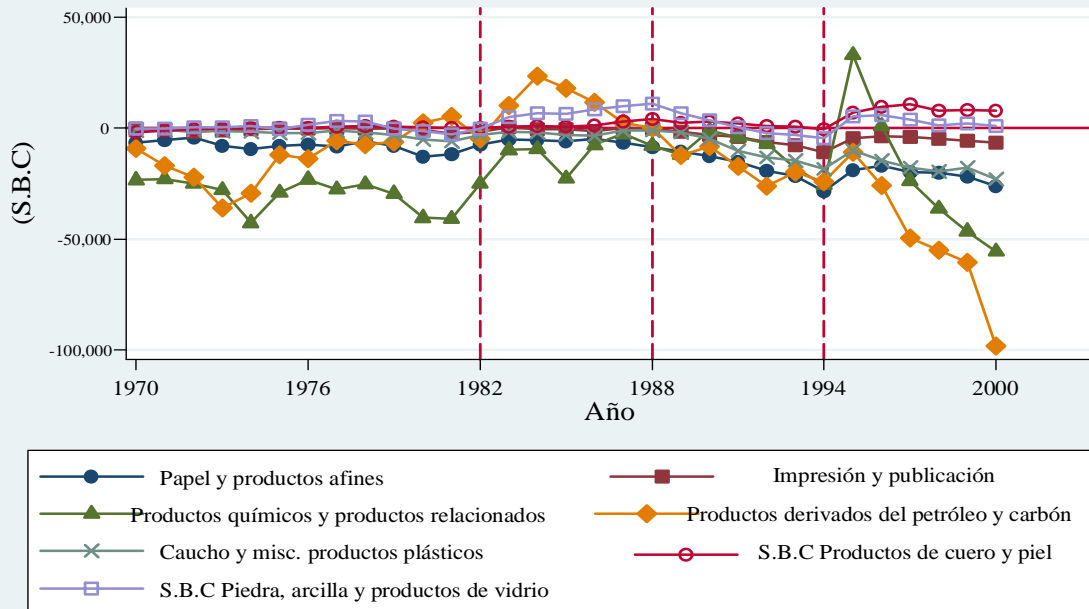 50,000
0
-50,000
-100,000
(S.B.C)
1970 1976 1982 1988 1994 2000
Año
Papel y productos afines Impresión y publicación
Productos químicos y productos relacionados Productos derivados del petróleo y carbón
Caucho y misc. productos plásticos S.B.C Productos de cuero y piel
S.B.C Piedra, arcilla y productos de vidrio